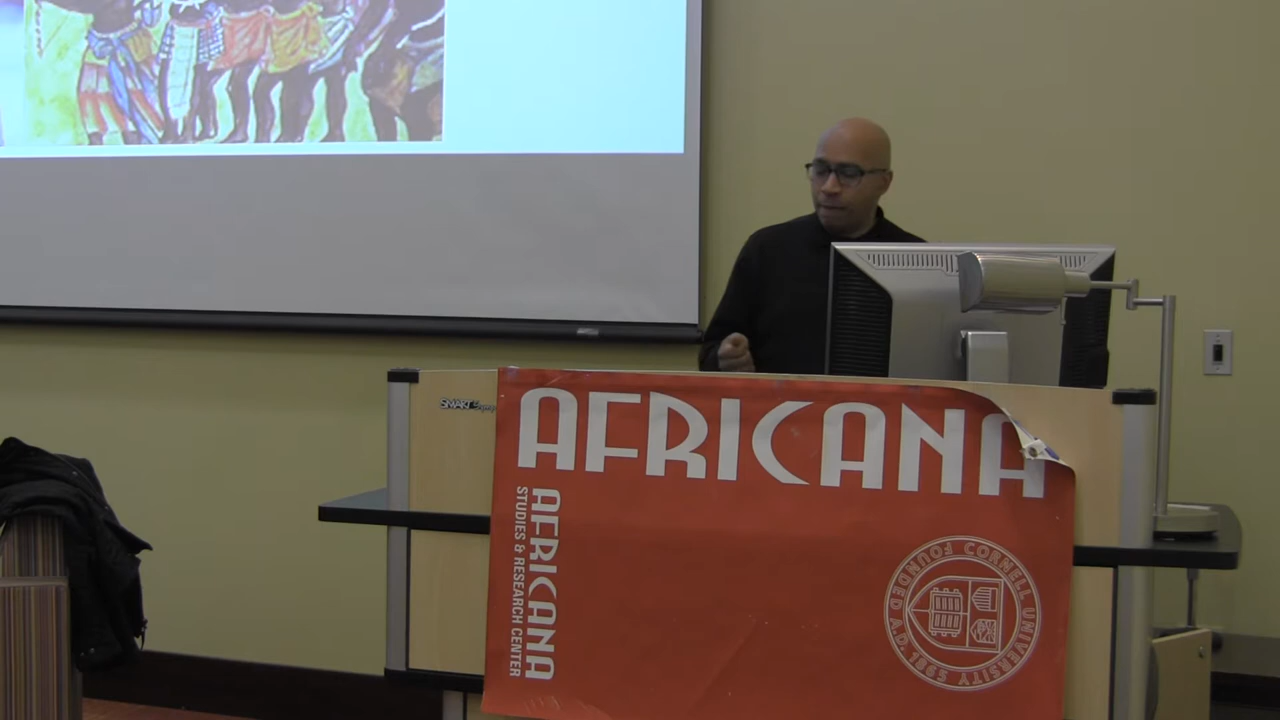 SMART
AFRICANA
AFRICANA
STUDIES & RESEARCH CENTER
CORNELL UNIVERSITY
FOUNDED A.D. 1865